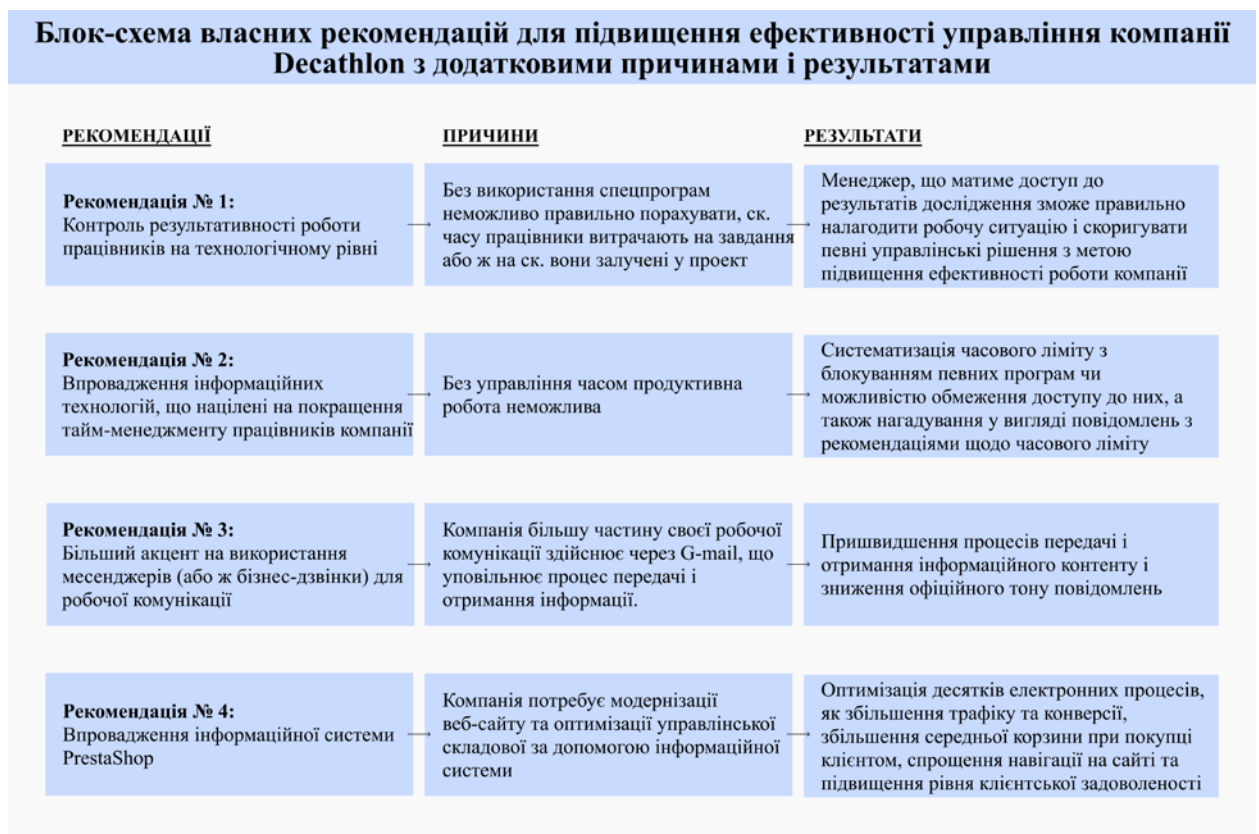 Блок-схема власних рекомендацій для підвищення ефективності управління компанії
Decathlon з додатковими причинами і результатами
РЕКОМЕНДАЦІЇ
ПРИЧИНИ
РЕЗУЛЬТАТИ
Рекомендація № 1:
Контроль результативності роботи
працівників на технологічному рівні
Без використання спецпрограм
неможливо правильно порахувати, ск.
часу працівники витрачають на завдання
або ж на ск. вони залучені у проект
Менеджер, що матиме доступ до
результатів дослідження зможе правильно
налагодити робочу ситуацію і скоригувати
певні управлінські рішення з метою
підвищення ефективності роботи компанії
Рекомендація № 2:
Впровадження інформаційних
технологій, що націлені на покращення
тайм-менеджменту працівників компанії
Без управління часом продуктивна
робота неможлива
Систематизація часового ліміту з
блокуванням певних програм чи
можливістю обмеження доступу до них, а
також нагадування у вигляді повідомлень з
рекомендаціями щодо часового ліміту
Рекомендація № 3:
Більший акцент на використання
месенджерів (або ж бізнес-дзвінки) для
робочої комунікації
Компанія більшу частину своєї робочої
комунікації здійснює через G-mail, що
уповільнює процес передачі і
отримання інформації.
Пришвидшення процесів передачі і
отримання інформаційного контенту і
зниження офіційного тону повідомлень
Рекомендація № 4:
Впровадження інформаційної системи
PrestaShop
Компанія потребує модернізації
веб-сайту та оптимізації управлінської
складової за допомогою інформаційної
системи
Оптимізація десятків електронних процесів,
як збільшення трафіку та конверсії,
збільшення середньої корзини при покупці
клієнтом, спрощення навігації на сайті та
підвищення рівня клієнтської задоволеності